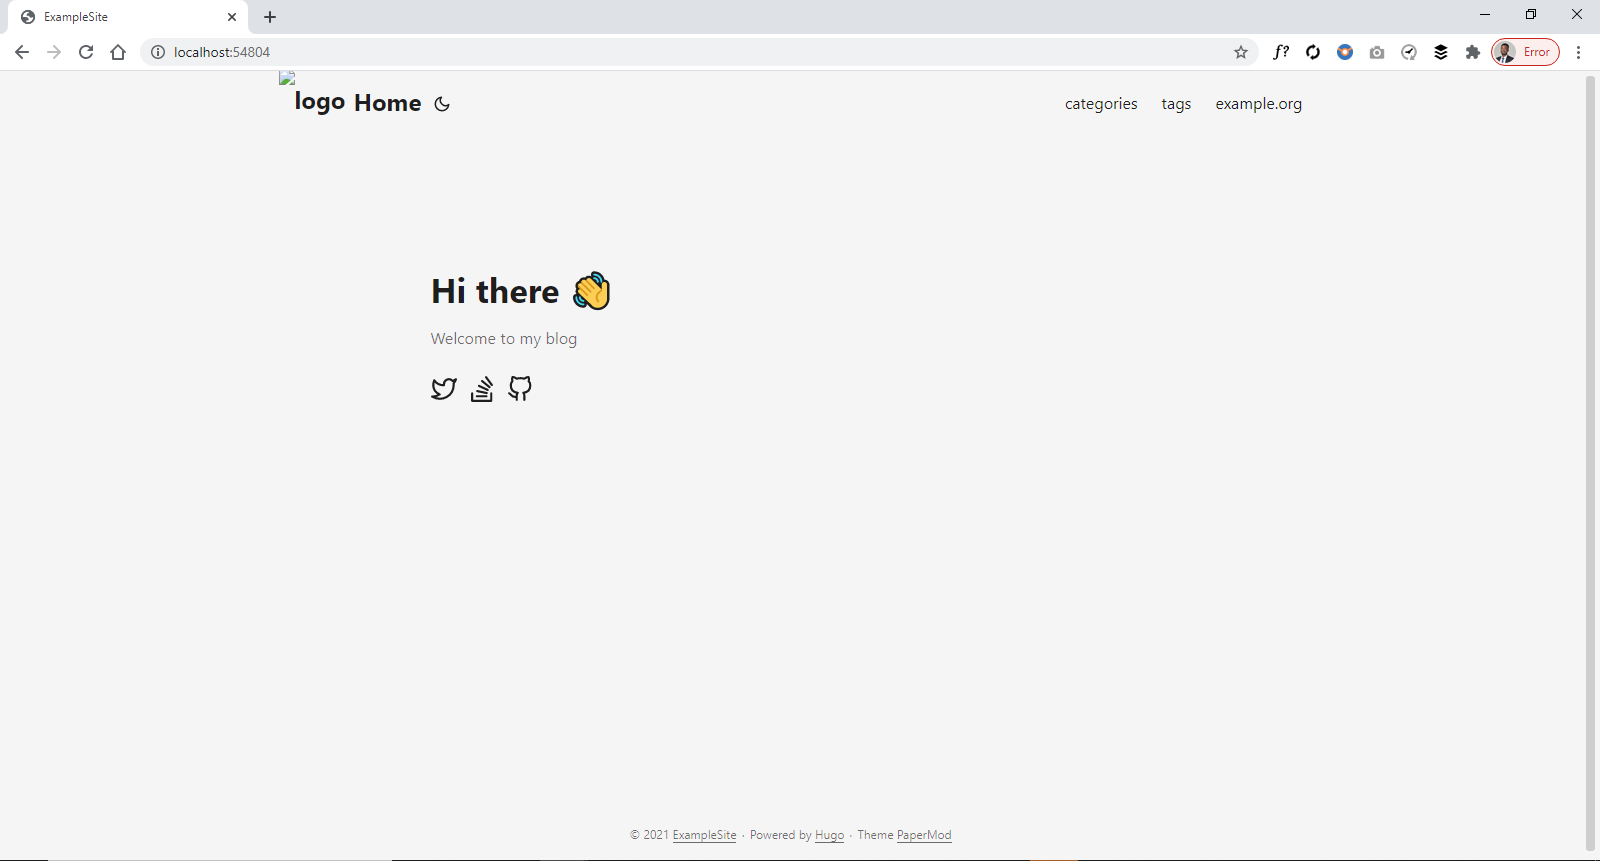 ExampleSite
localhost:54804
f?
Error
logo Home
categories tags example.org
Hi there 👋
Welcome to my blog
© 2021 ExampleSite · Powered by Hugo · Theme PaperMod